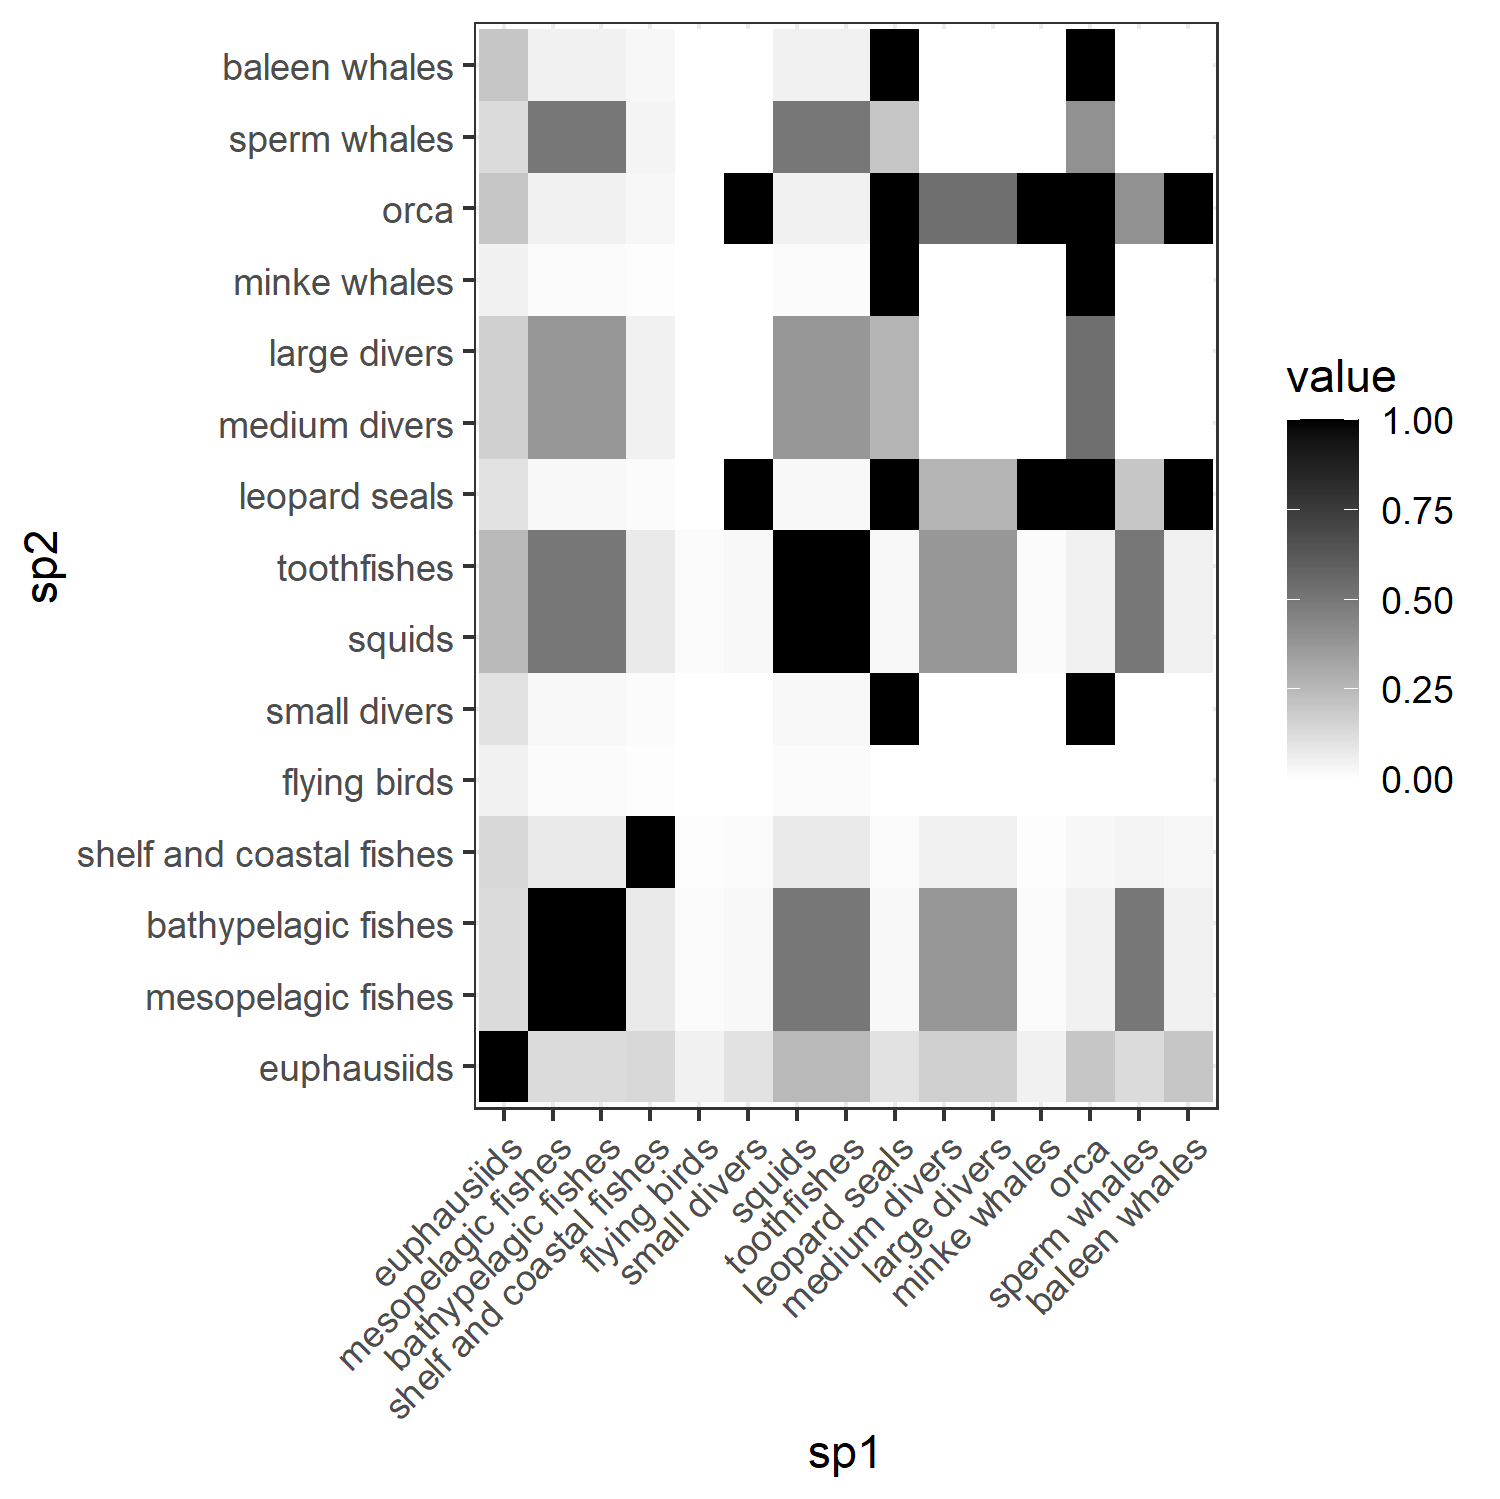 baleen whales
sperm whales
orca
minke whales
large divers
medium divers
leopard seals
toothfishes
squids
small divers
flying birds
shelf and coastal fishes
bathypelagic fishes
mesopelagic fishes
euphausiids
sp2
euphausiids
mesopelagic fishes
bathypelagic fishes
shelf and coastal fishes
flying birds
small divers
squids
toothfishes
leopard seals
medium divers
large divers
minke whales
orca
sperm whales
baleen whales
sp1
value
1.00
0.75
0.50
0.25
0.00